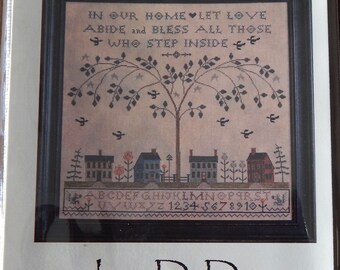 IN OUR HOME ♥ LET LOVE
ABIDE and BLESS ALL THOSE
WHO STEP INSIDE
ABCDEFGHIJKLMNOPQRST
UVWXYZ 12345678910